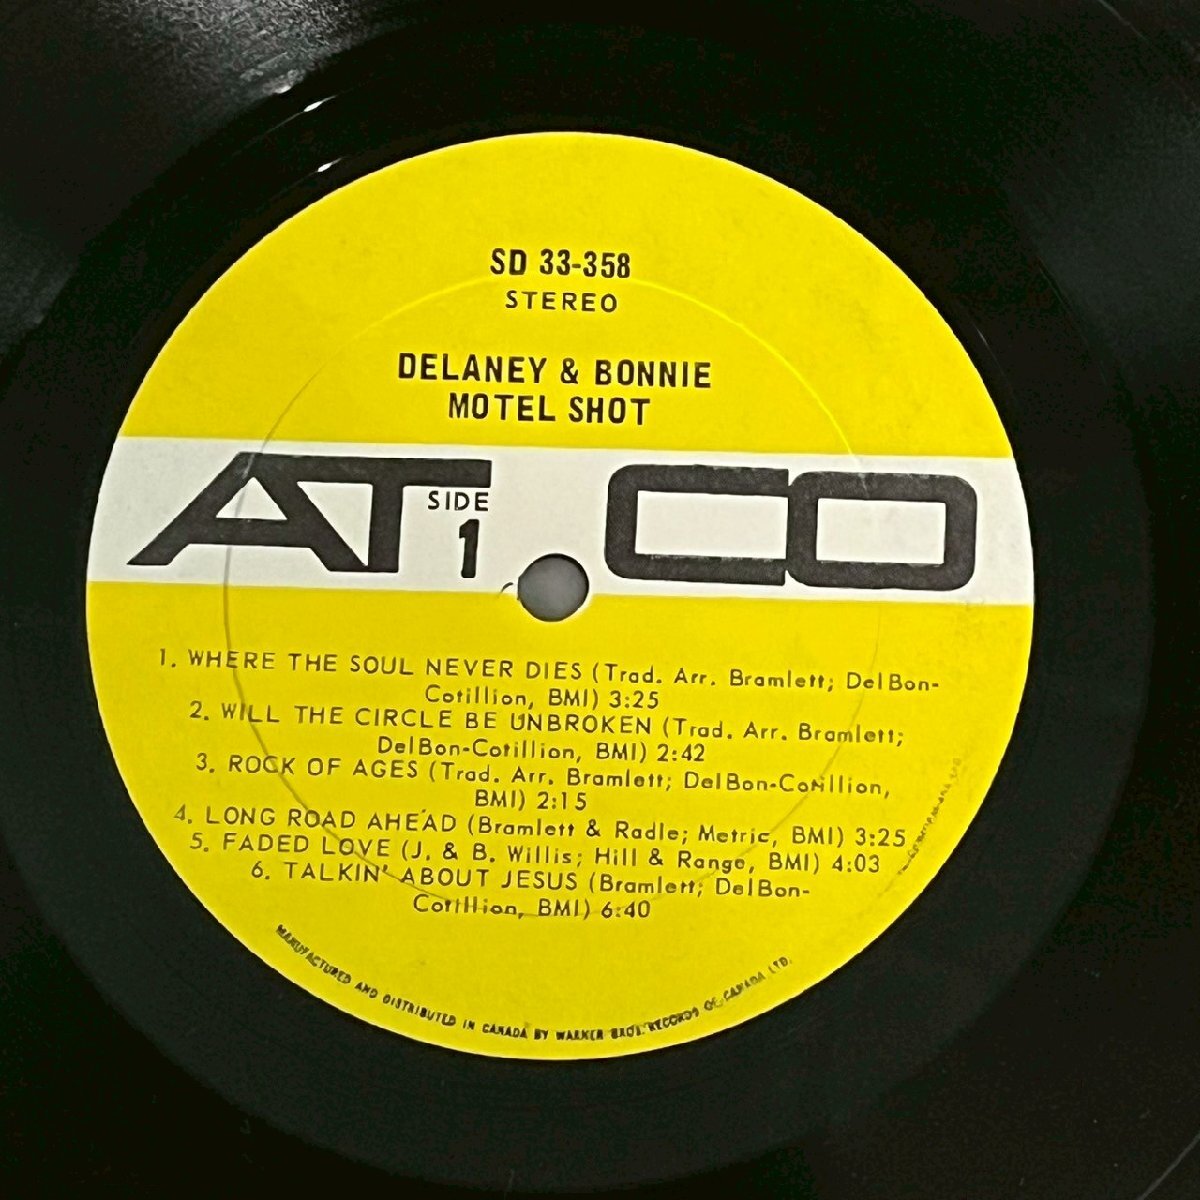 SD 33-358
STEREO
DELANEY & BONNIE
MOTEL SHOT
ATCO
SIDE
1
1. WHERE THE SOUL NEVER DIES (Trad. Arr. Bramlett; DelBon-
Cotillion, BMI) 3:25
2. WILL THE CIRCLE BE UNBROKEN (Trad. Arr. Bramlett;
DelBon-Cotillion, BMI) 2:42
3. ROCK OF AGES (Trad. Arr. Bramlett; DelBon-Cotillion,
BMI) 2:15
4. LONG ROAD AHEAD (Bramlett & Radle; Metric, BMI) 3:25
5. FADED LOVE (J. & B. Willis; Hill & Range, BMI) 4:03
6. TALKIN' ABOUT JESUS (Bramlett; DelBon-
Cotillion, BMI) 6:40
MANUFACTURED AND DISTRIBUTED IN CANADA BY WARNER BROS. RECORDS OF CANADA LTD.